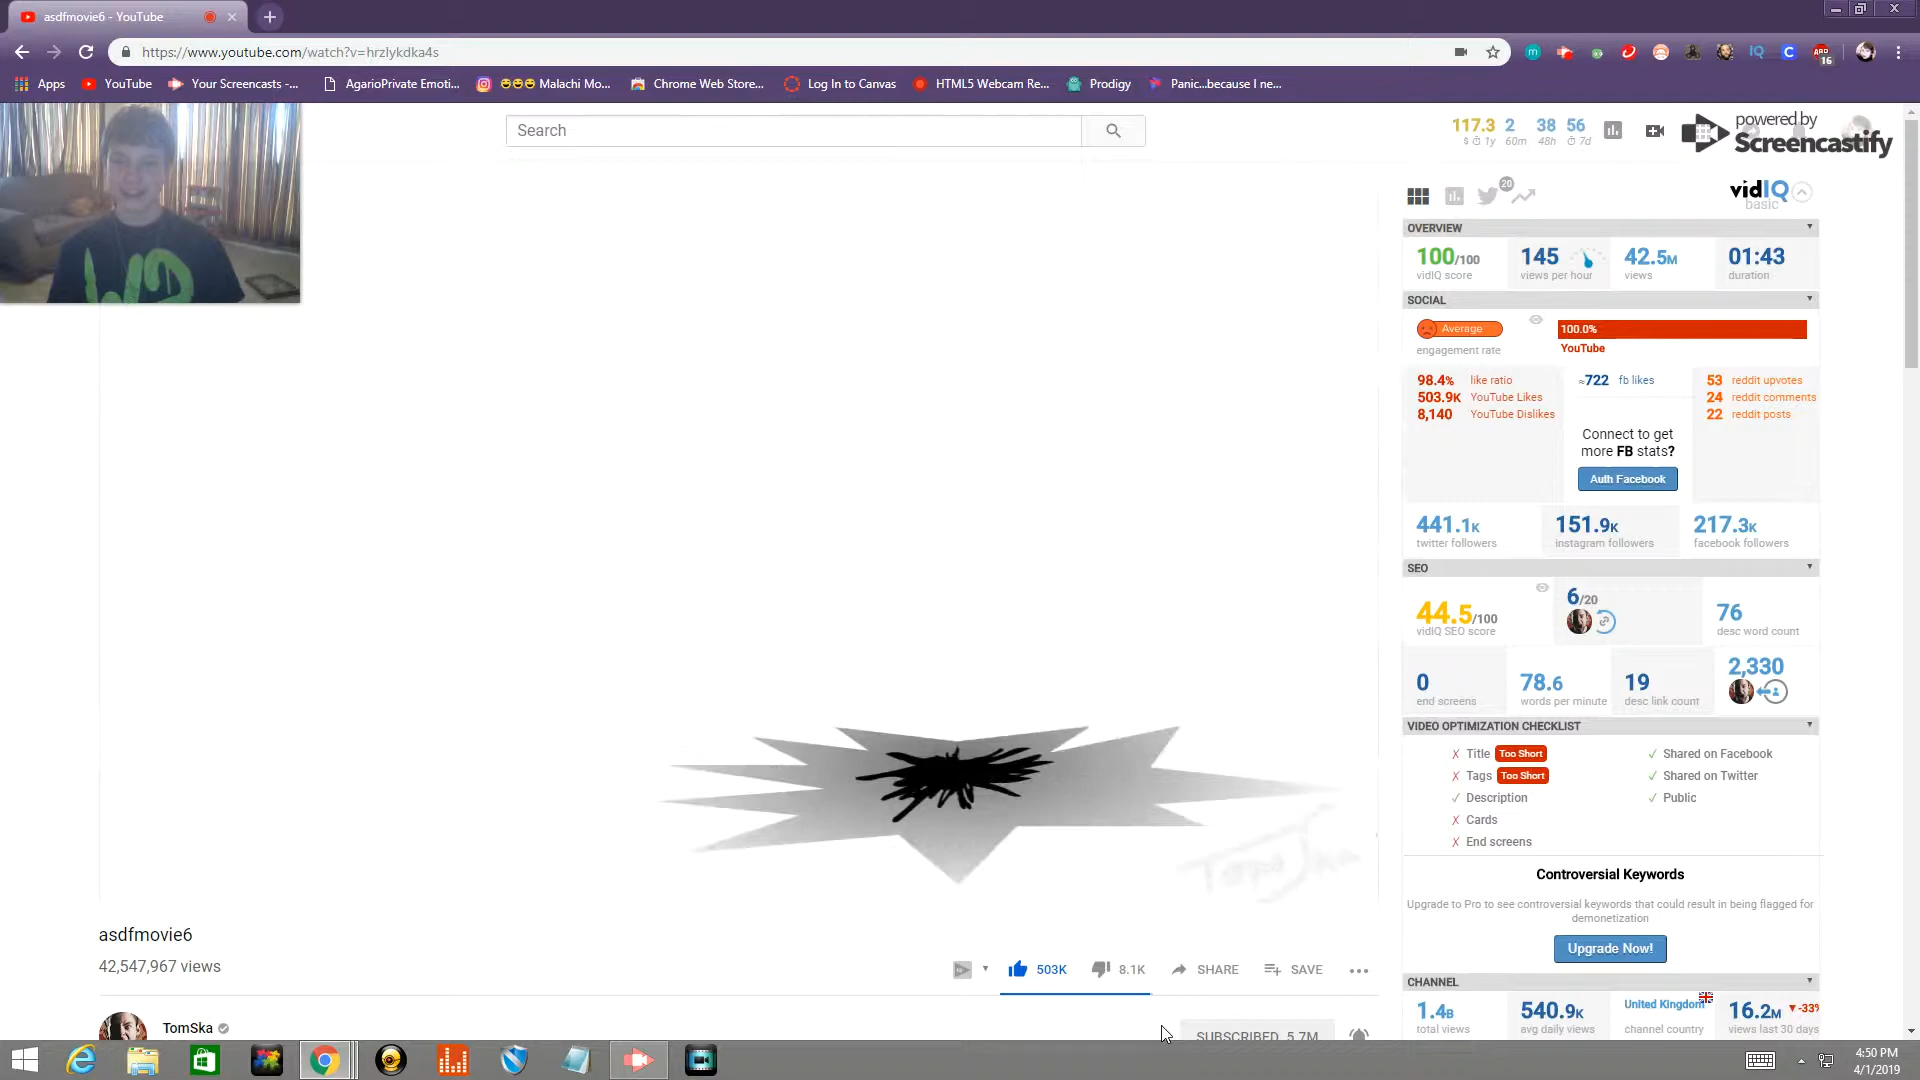 asdfmovie6 - YouTube
https://www.youtube.com/watch?v=hrzlykdka4s
16
Apps YouTube Your Screencasts -... AgarioPrivate Emoti... 😂😂😂 Malachi Mo... Chrome Web Store... Log In to Canvas HTML5 Webcam Re... Prodigy Panic...because I ne...
Search
117.3 2 38 56
$ 1y 60m 48h 7d
powered by
Screencastify
20
vidIQ
basic
OVERVIEW
100/100 145 42.5M 01:43
vidIQ score views per hour views duration
SOCIAL
Average 100.0%
engagement rate YouTube
98.4% like ratio ≈722 fb likes 53 reddit upvotes
503.9K YouTube Likes 24 reddit comments
8,140 YouTube Dislikes 22 reddit posts
Connect to get
more FB stats?
Auth Facebook
441.1K 151.9K 217.3K
twitter followers instagram followers facebook followers
SEO
44.5/100 6/20 76
vidIQ SEO score desc word count
0 78.6 19 2,330
end screens words per minute desc link count
VIDEO OPTIMIZATION CHECKLIST
✗ Title Too Short ✓ Shared on Facebook
✗ Tags Too Short ✓ Shared on Twitter
✓ Description ✓ Public
✗ Cards
✗ End screens
Controversial Keywords
Upgrade to Pro to see controversial keywords that could result in being flagged for
demonetization
Upgrade Now!
CHANNEL
1.4B 540.9K United Kingdom 16.2M ▼-33%
total views avg daily views channel country views last 30 days
TomSka
asdfmovie6
42,547,967 views
503K 8.1K SHARE SAVE
TomSka
SUBSCRIBED 5.7M
4:50 PM
4/1/2019